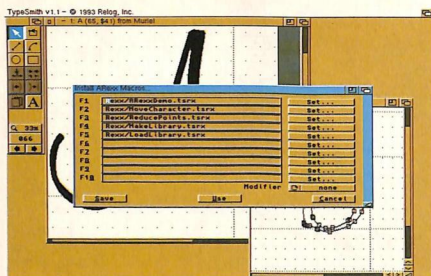 TypeSmith v1.1 - © 1993 Relog, Inc.
1: A (65, $41) from Muriel
Install ARexx Macros...
F1 Rexx/ARexxDemo.tsrx Set...
F2 Rexx/MoveCharacter.tsrx Set...
F3 Rexx/ReducePoints.tsrx Set...
F4 Rexx/MakeLibrary.tsrx Set...
F5 Rexx/LoadLibrary.tsrx Set...
F6 Set...
F7 Set...
F8 Set...
F9 Set...
F10 Set...
Modifier none
Save Use Cancel
A
33%
066